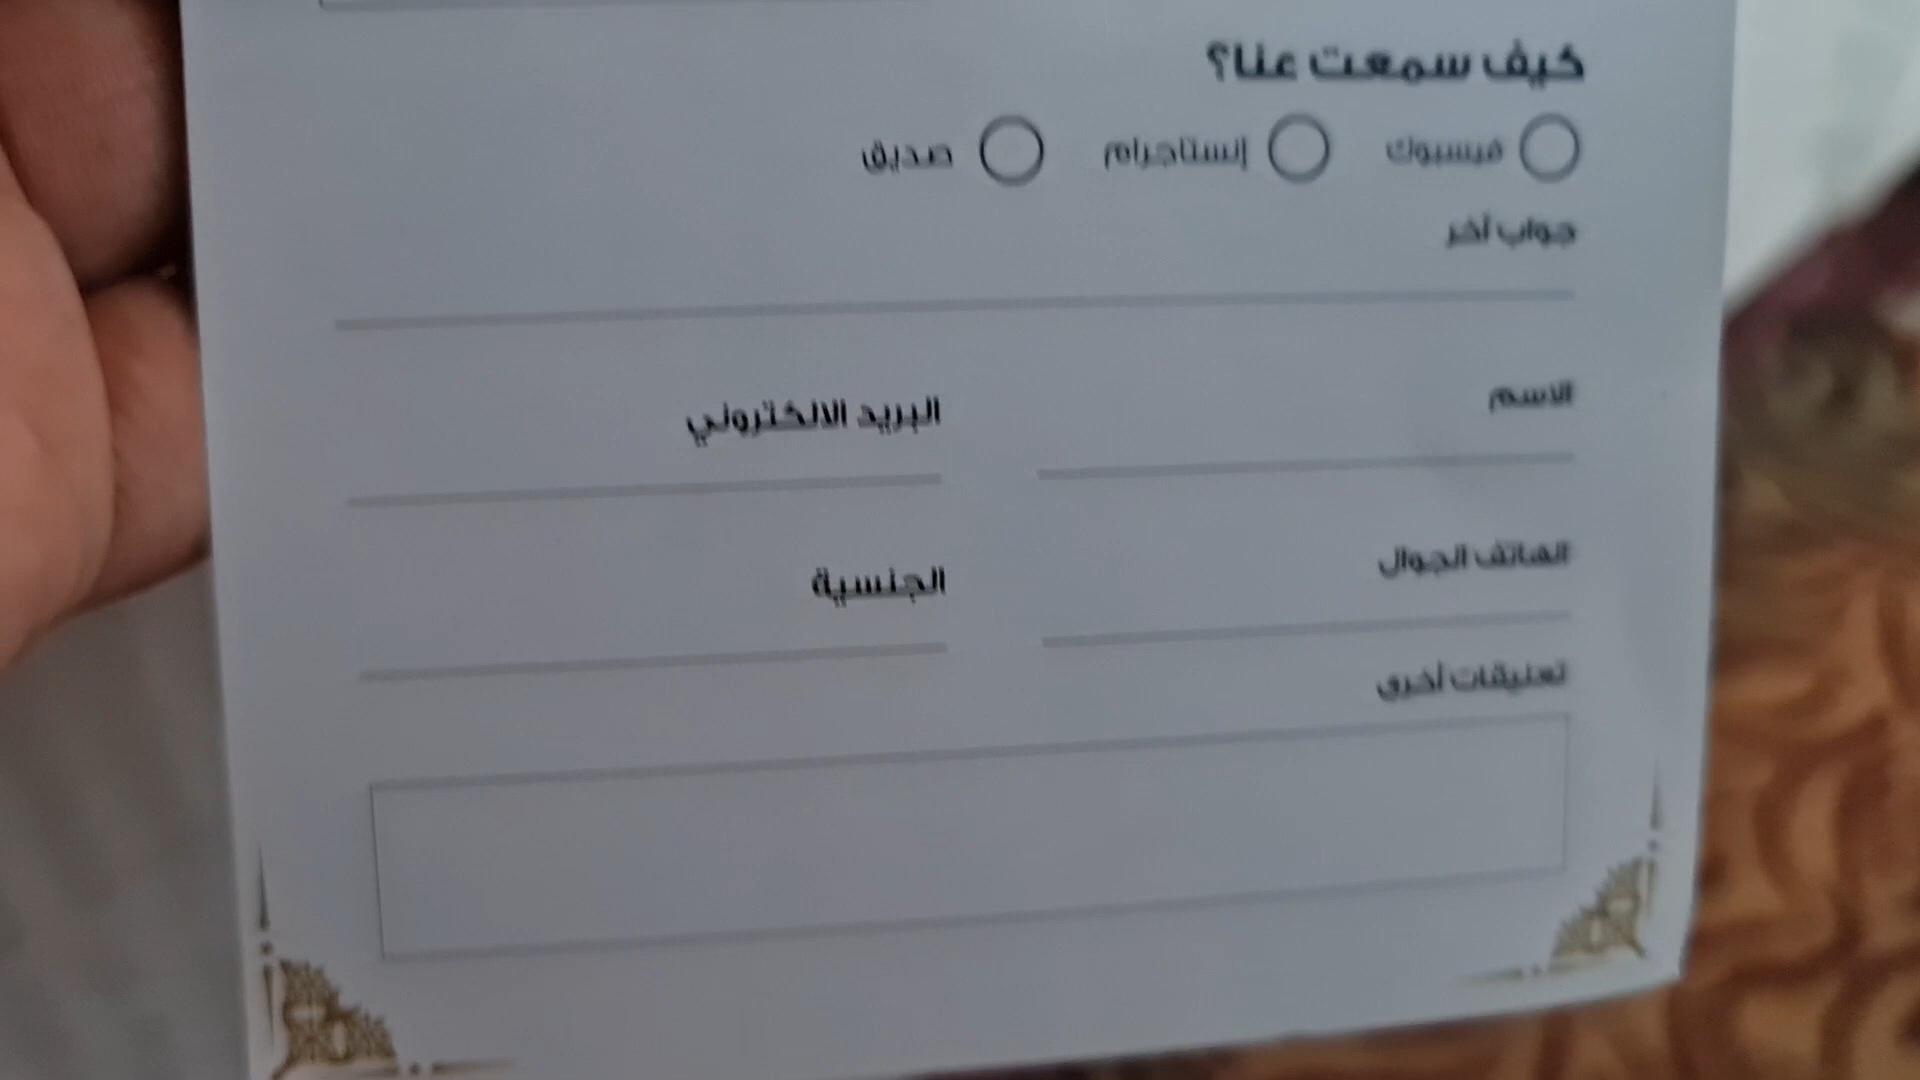 كيف سمعت عنا؟
فيسبوك إنستاجرام صديق
جواب آخر
الاسم البريد الالكتروني
الهاتف الجوال الجنسية
تعليقات أخرى